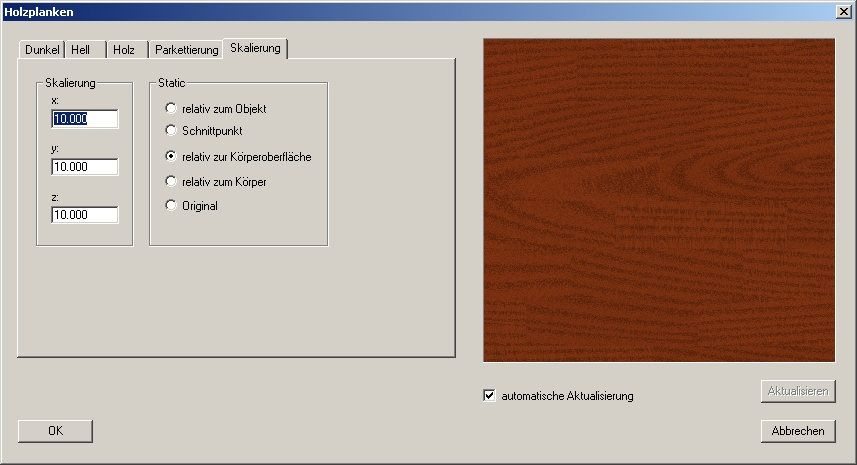 Holzplanken
Dunkel Hell Holz Parkettierung Skalierung
Skalierung
x:
10.000
y:
10.000
z:
10.000
Static
relativ zum Objekt
Schnittpunkt
relativ zur Körperoberfläche
relativ zum Körper
Original
automatische Aktualisierung
Aktualisieren
OK
Abbrechen